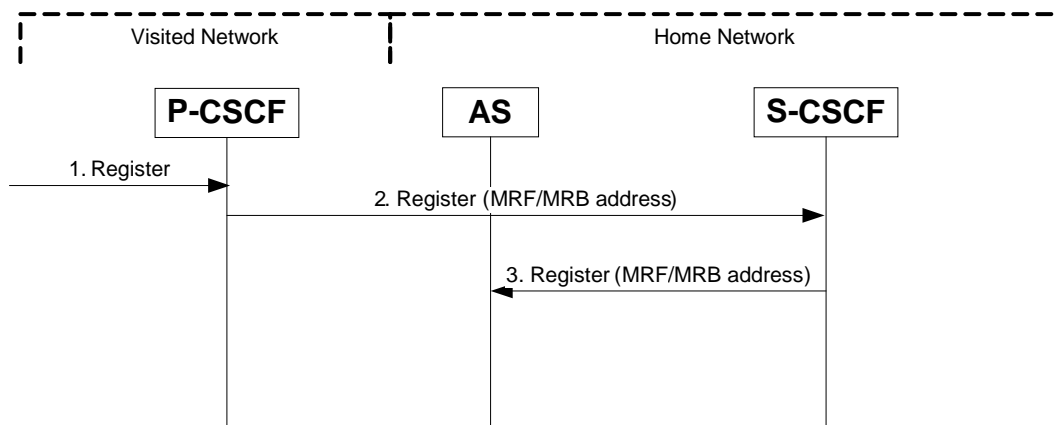 Visited Network
Home Network
P-CSCF
AS
S-CSCF
1. Register
2. Register (MRF/MRB address)
3. Register (MRF/MRB address)